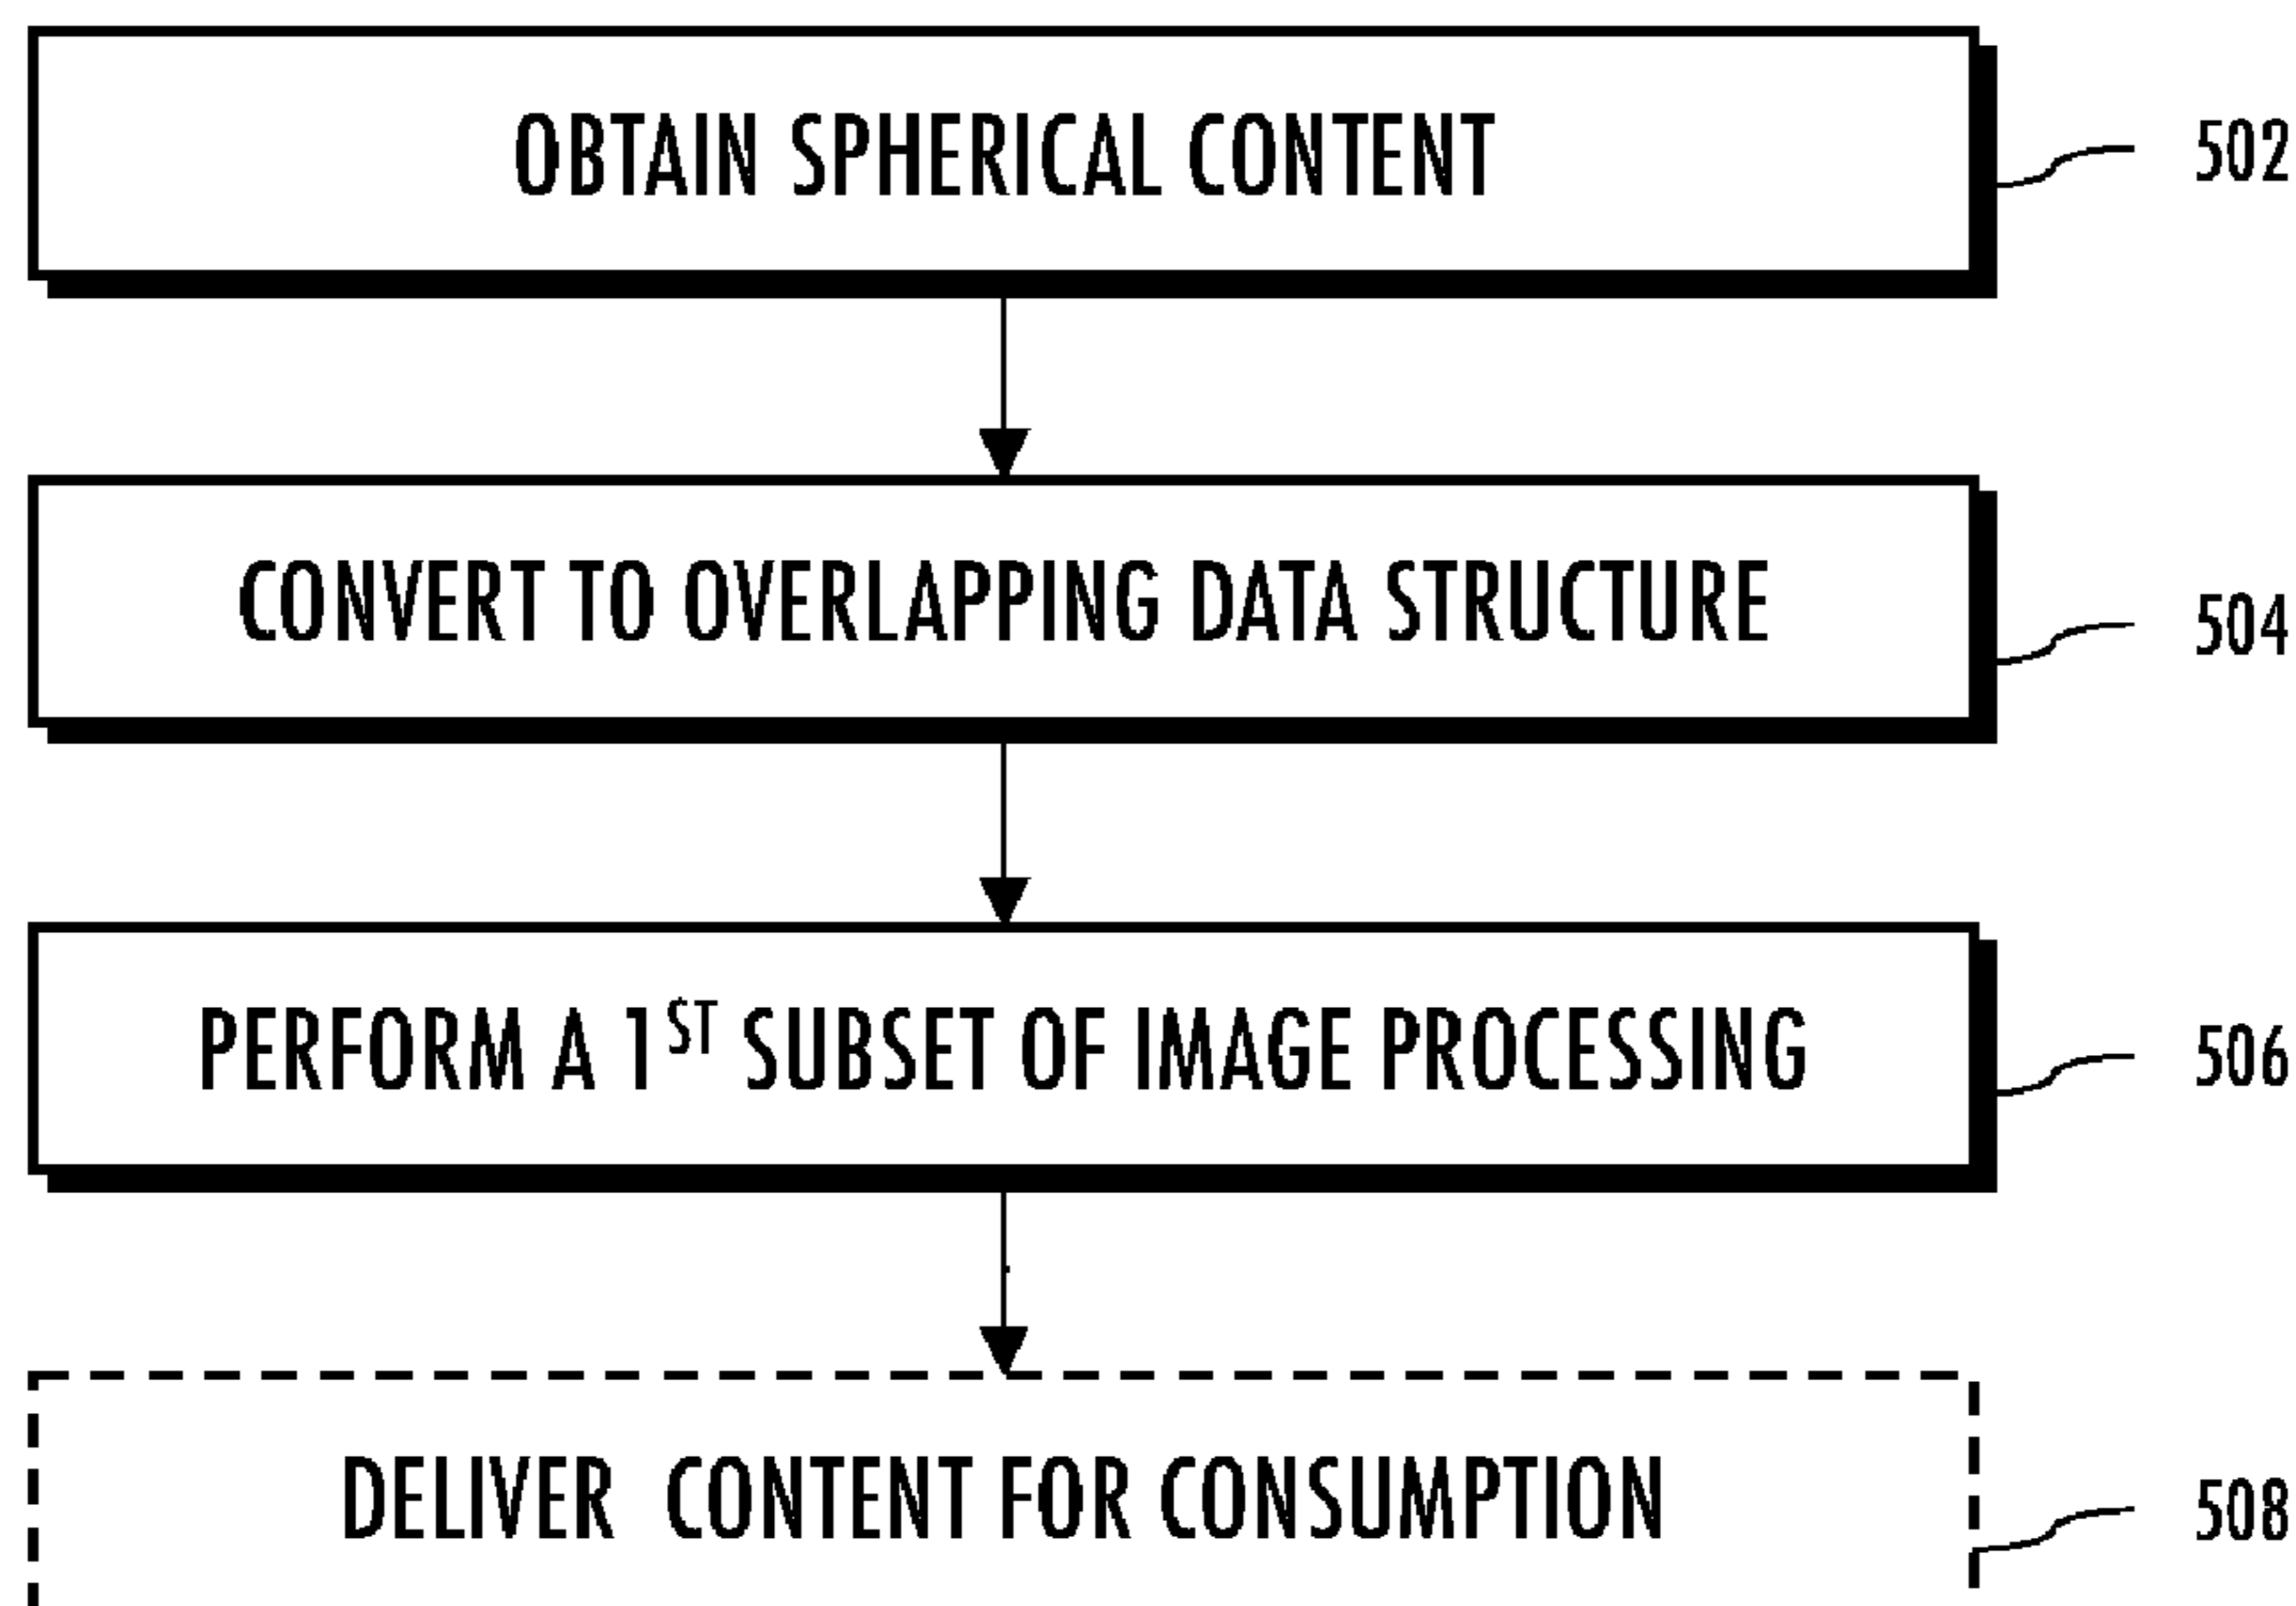 OBTAIN SPHERICAL CONTENT
502
CONVERT TO OVERLAPPING DATA STRUCTURE
504
PERFORM A 1ST SUBSET OF IMAGE PROCESSING
506
DELIVER CONTENT FOR CONSUMPTION
508